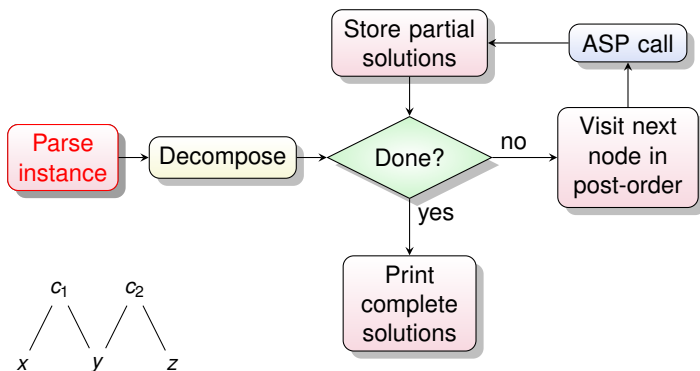 Store partial
solutions
ASP call
Parse
instance
Decompose
Done?
no
Visit next
node in
post-order
yes
Print
complete
solutions
c1 c2
x y z